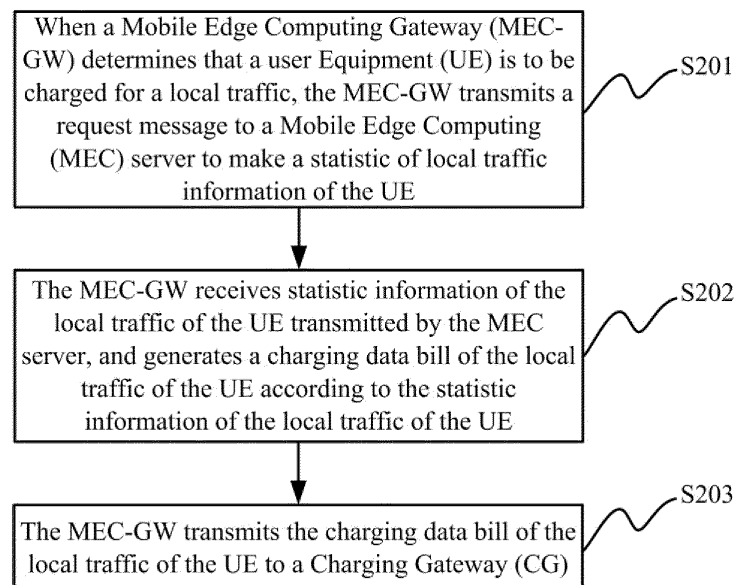 When a Mobile Edge Computing Gateway (MEC-
GW) determines that a user Equipment (UE) is to be
charged for a local traffic, the MEC-GW transmits a
request message to a Mobile Edge Computing
(MEC) server to make a statistic of local traffic
information of the UE
S201
The MEC-GW receives statistic information of the
local traffic of the UE transmitted by the MEC
server, and generates a charging data bill of the local
traffic of the UE according to the statistic
information of the local traffic of the UE
S202
The MEC-GW transmits the charging data bill of the
local traffic of the UE to a Charging Gateway (CG)
S203